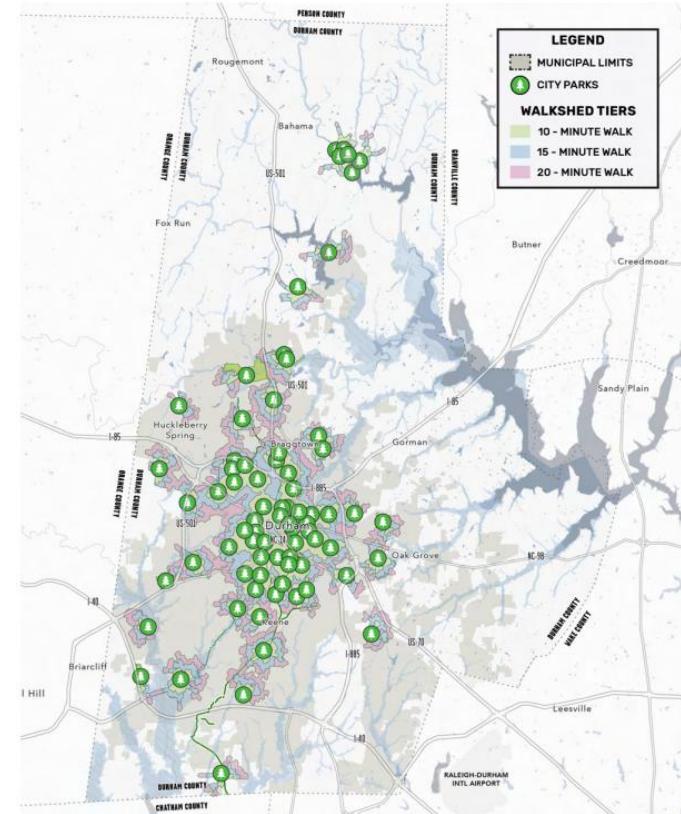 PERSON COUNTY
DURHAM COUNTY
LEGEND
MUNICIPAL LIMITS
CITY PARKS
WALKSHED TIERS
10 - MINUTE WALK
15 - MINUTE WALK
20 - MINUTE WALK
Rougemont
Bahama
ORANGE COUNTY
DURHAM COUNTY
US-501
DURHAM COUNTY
GRANVILLE COUNTY
Fox Run
Butner
Creedmoor
US-501
I-85
Sandy Plain
Huckleberry
Spring
I-85
Braggtown
Gorman
ORANGE COUNTY
DURHAM COUNTY
I-885
US-501
Durham
Oak Grove
NC-98
I-40
DURHAM COUNTY
WAKE COUNTY
Keene
I-885
US-70
Briarcliff
l Hill
Leesville
I-40
DURHAM COUNTY
CHATHAM COUNTY
RALEIGH-DURHAM
INTL AIRPORT